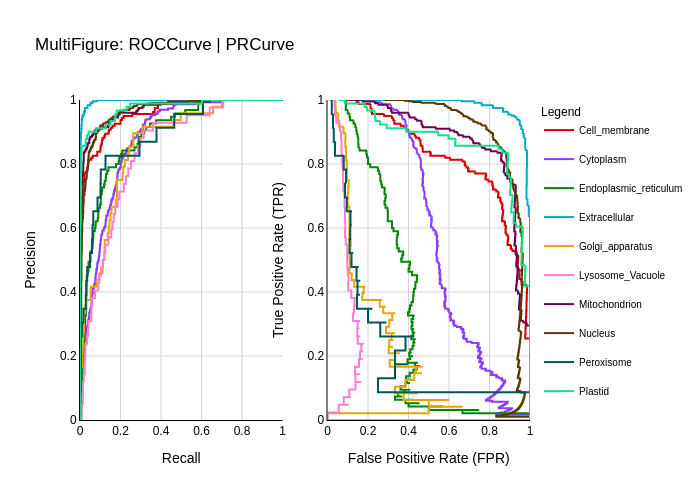 MultiFigure: ROCCurve | PRCurve
1
0.8
0.6
0.4
0.2
0
0
0.2
0.4
0.6
0.8
1
Recall
Precision
1
0.8
0.6
0.4
0.2
0
0
0.2
0.4
0.6
0.8
1
False Positive Rate (FPR)
True Positive Rate (TPR)
Legend
Cell_membrane
Cytoplasm
Endoplasmic_reticulum
Extracellular
Golgi_apparatus
Lysosome_Vacuole
Mitochondrion
Nucleus
Peroxisome
Plastid